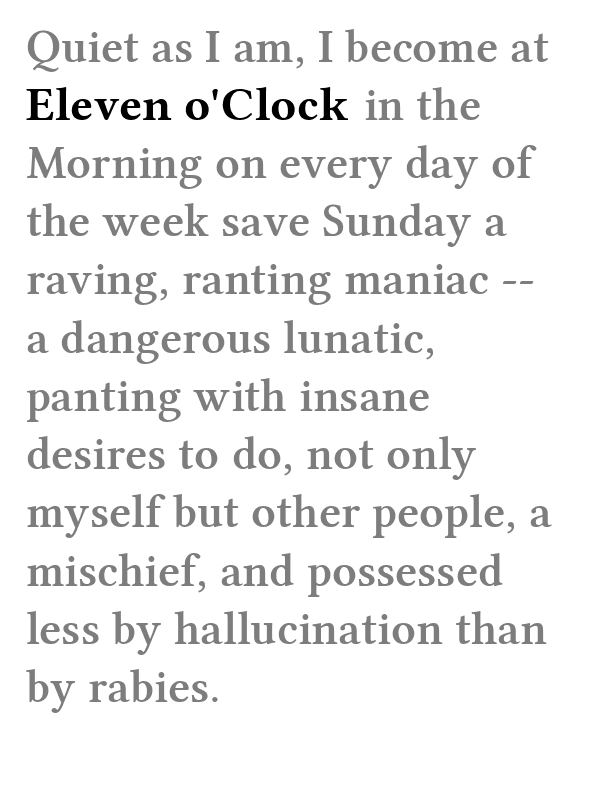 Quiet as I am, I become at
Eleven o'Clock in the
Morning on every day of
the week save Sunday a
raving, ranting maniac --
a dangerous lunatic,
panting with insane
desires to do, not only
myself but other people, a
mischief, and possessed
less by hallucination than
by rabies.